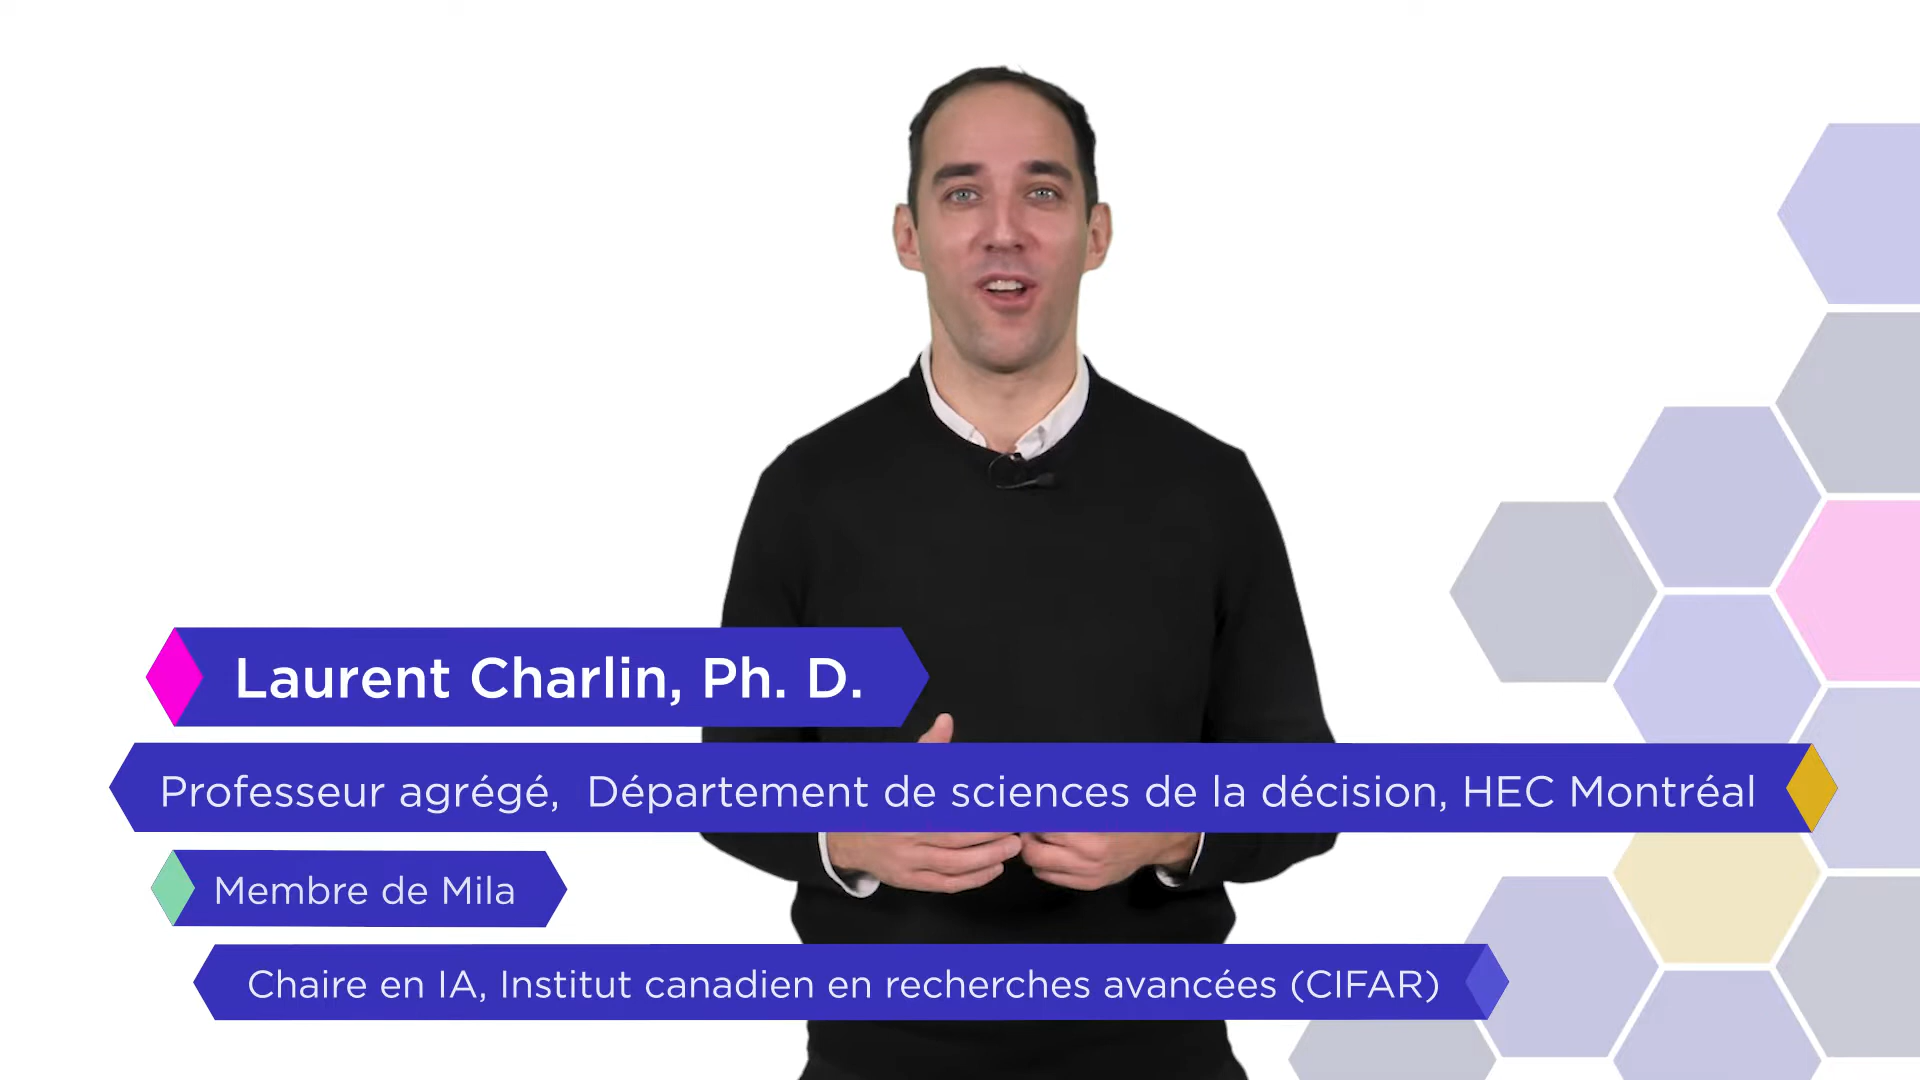 Laurent Charlin, Ph. D.
Professeur agrégé, Département de sciences de la décision, HEC Montréal
Membre de Mila
Chaire en IA, Institut canadien en recherches avancées (CIFAR)